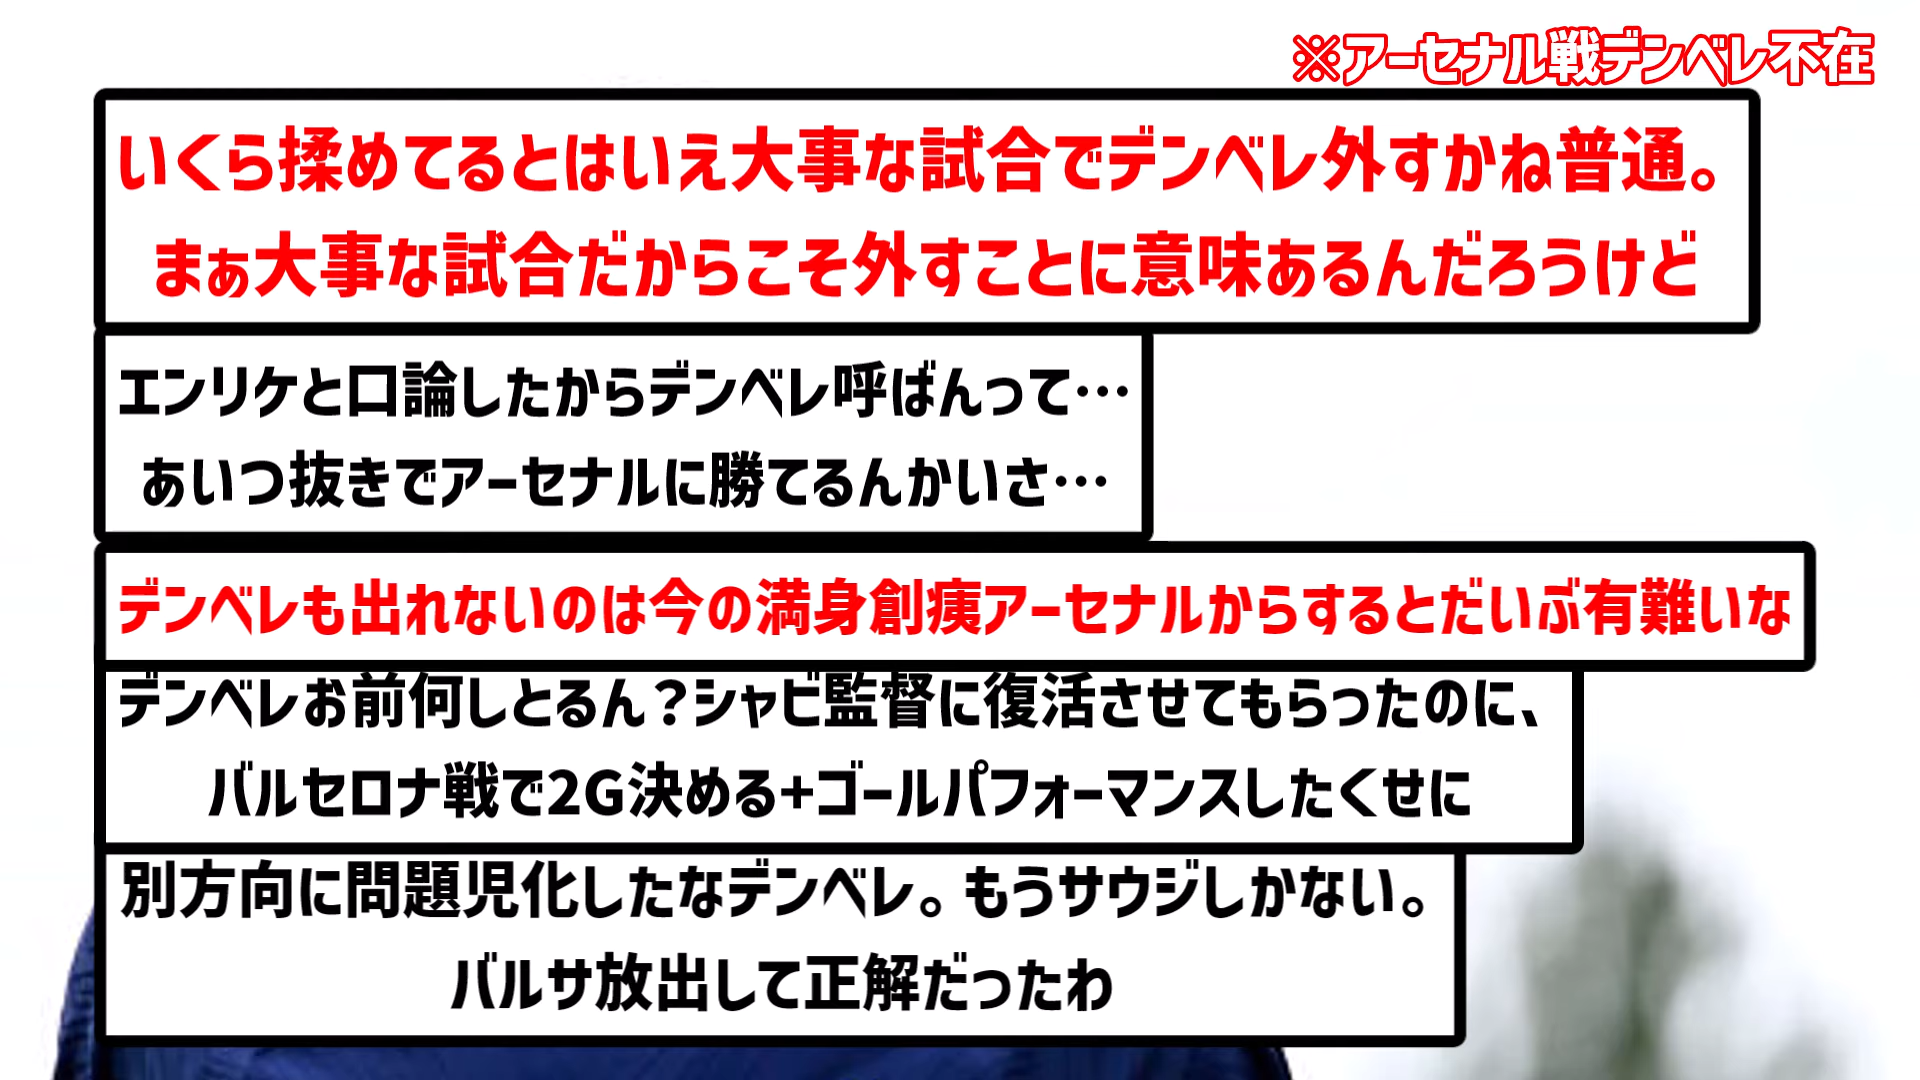 ※アーセナル戦デンベレ不在
いくら揉めてるとはいえ大事な試合でデンベレ外すかね普通。
まぁ大事な試合だからこそ外すことに意味あるんだろうけど
エンリケと口論したからデンベレ呼ばんって…
あいつ抜きでアーセナルに勝てるんかいさ…
デンベレも出れないのは今の満身創痍アーセナルからするとだいぶ有難いな
デンベレお前何しとるん？シャビ監督に復活させてもらったのに、
バルセロナ戦で2G決める+ゴールパフォーマンスしたくせに
別方向に問題児化したなデンベレ。もうサウジしかない。
バルサ放出して正解だったわ